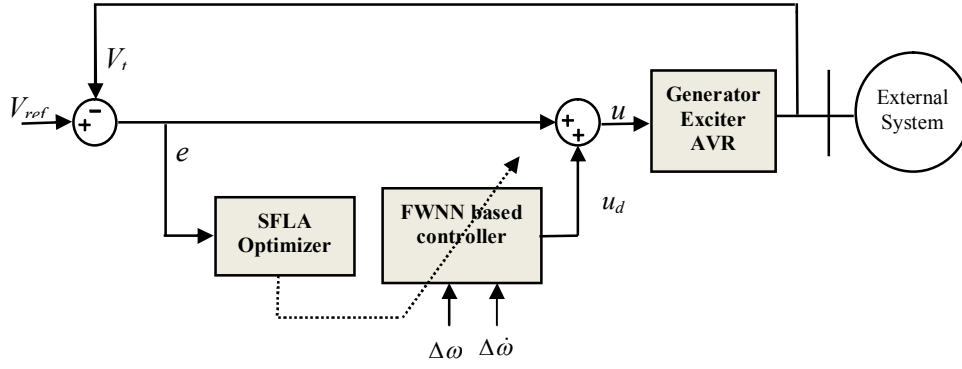 V_t
V_ref
−
+
e
+
+
u
Generator
Exciter
AVR
External
System
SFLA
Optimizer
FWNN based
controller
u_d
Δω
Δω̇